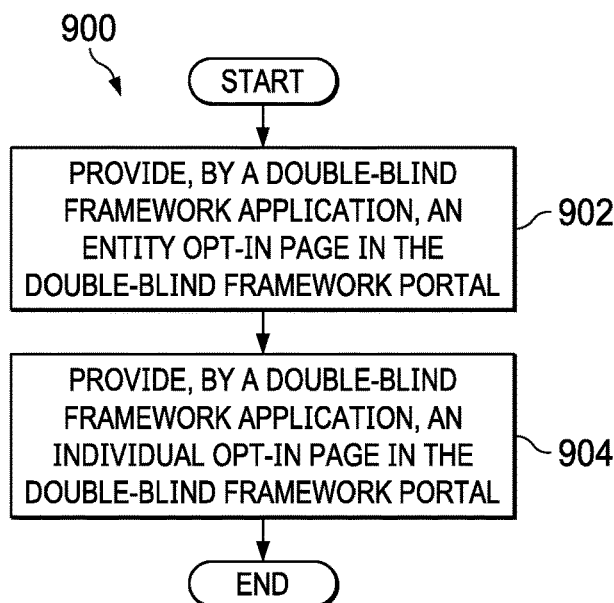 900
START
PROVIDE, BY A DOUBLE-BLIND
FRAMEWORK APPLICATION, AN
ENTITY OPT-IN PAGE IN THE
DOUBLE-BLIND FRAMEWORK PORTAL
902
PROVIDE, BY A DOUBLE-BLIND
FRAMEWORK APPLICATION, AN
INDIVIDUAL OPT-IN PAGE IN THE
DOUBLE-BLIND FRAMEWORK PORTAL
904
END